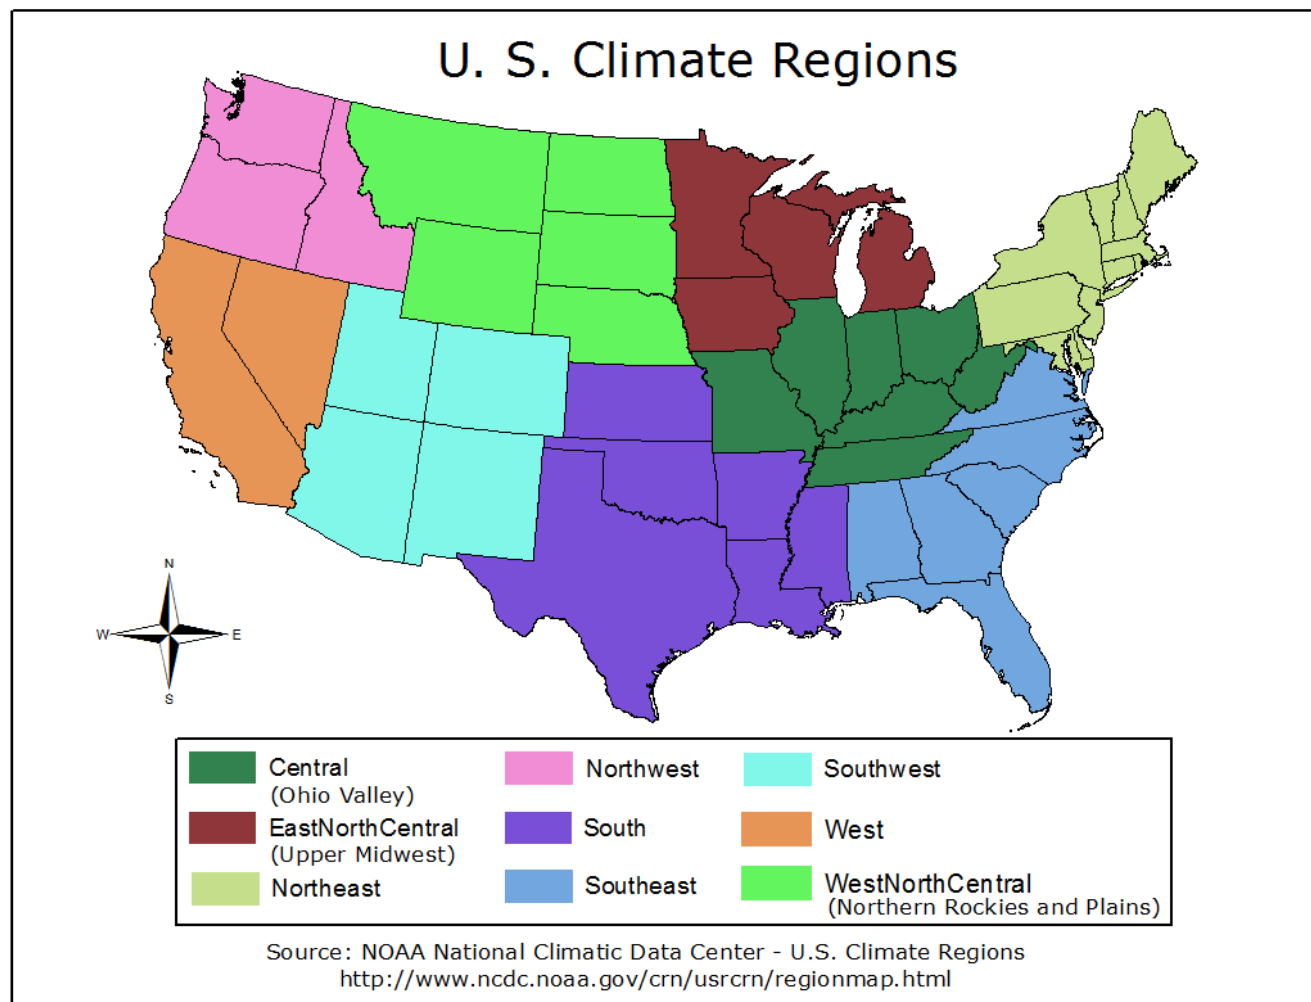 U. S. Climate Regions
N
W
E
S
Central
(Ohio Valley)
EastNorthCentral
(Upper Midwest)
Northeast
Northwest
South
Southeast
Southwest
West
WestNorthCentral
(Northern Rockies and Plains)
Source: NOAA National Climatic Data Center - U.S. Climate Regions
http://www.ncdc.noaa.gov/crn/usrcrn/regionmap.html